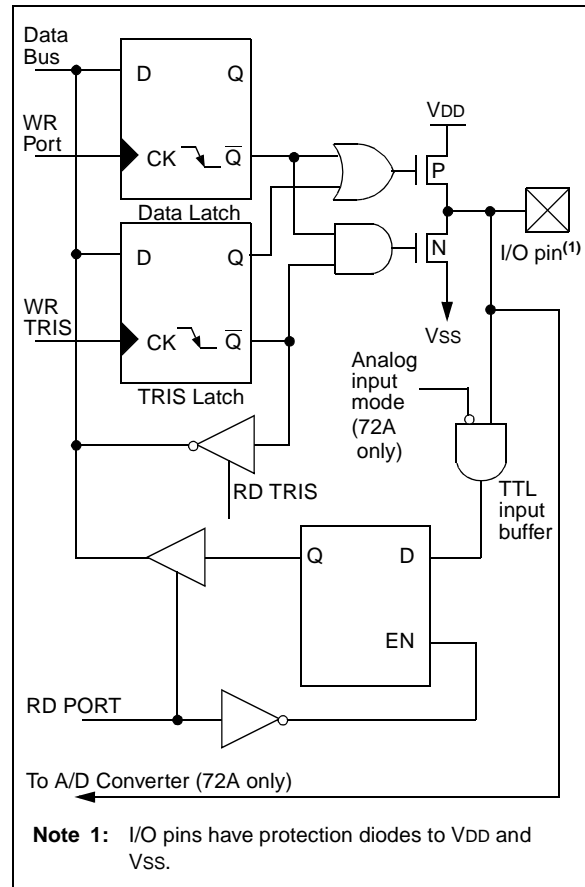 Data
Bus
D
Q
WR
Port
CK
Q
VDD
P
Data Latch
I/O pin(1)
D
Q
N
WR
TRIS
CK
Q
VSS
TRIS Latch
Analog
input
mode
(72A
only)
RD TRIS
TTL
input
buffer
Q
D
EN
RD PORT
To A/D Converter (72A only)
Note 1: I/O pins have protection diodes to VDD and
VSS.